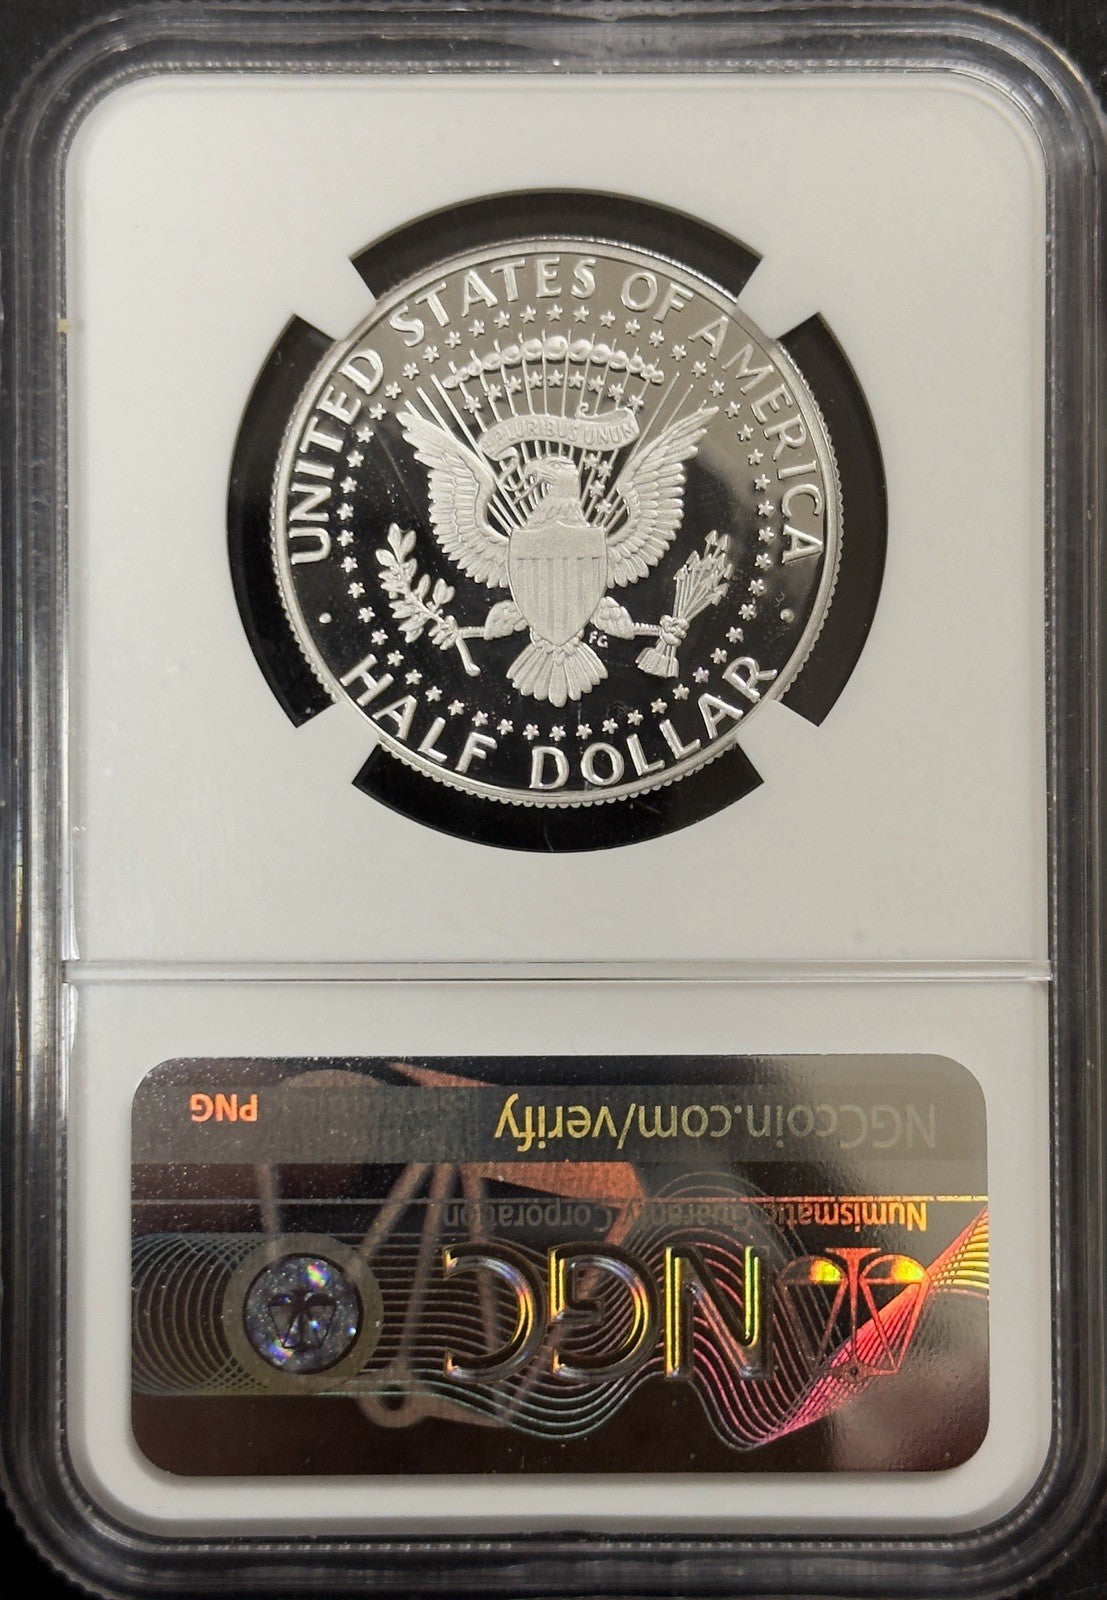 UNITED STATES OF AMERICA
PLURIBUS UNUM
FG
HALF DOLLAR
NGCcoin.com/verify
PNG
Numismatic Guaranty Corporation
NGC